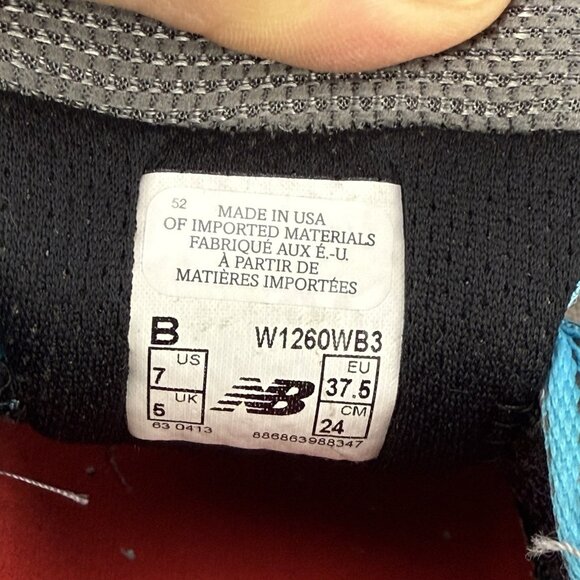 52
MADE IN USA
OF IMPORTED MATERIALS
FABRIQUÉ AUX É.-U.
À PARTIR DE
MATIÈRES IMPORTÉES
B W1260WB3
US
7
UK
5
NB
EU
37.5
CM
24
63 0413 886863988347